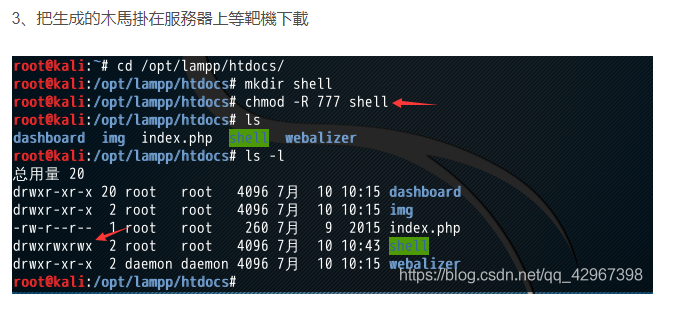 3、把生成的木馬掛在服務器上等靶機下載
root@kali:~# cd /opt/lampp/htdocs/
root@kali:/opt/lampp/htdocs# mkdir shell
root@kali:/opt/lampp/htdocs# chmod -R 777 shell
root@kali:/opt/lampp/htdocs# ls
dashboard  img  index.php  shell  webalizer
root@kali:/opt/lampp/htdocs# ls -l
总用量 20
drwxr-xr-x 20 root   root   4096 7月  10 10:15 dashboard
drwxr-xr-x  2 root   root   4096 7月  10 10:15 img
-rw-r--r--  1 root   root    260 7月   9  2015 index.php
drwxrwxrwx  2 root   root   4096 7月  10 10:43 shell
drwxr-xr-x  2 daemon daemon 4096 7月  10 10:15 webalizer
root@kali:/opt/lampp/htdocs#
https://blog.csdn.net/qq_42967398